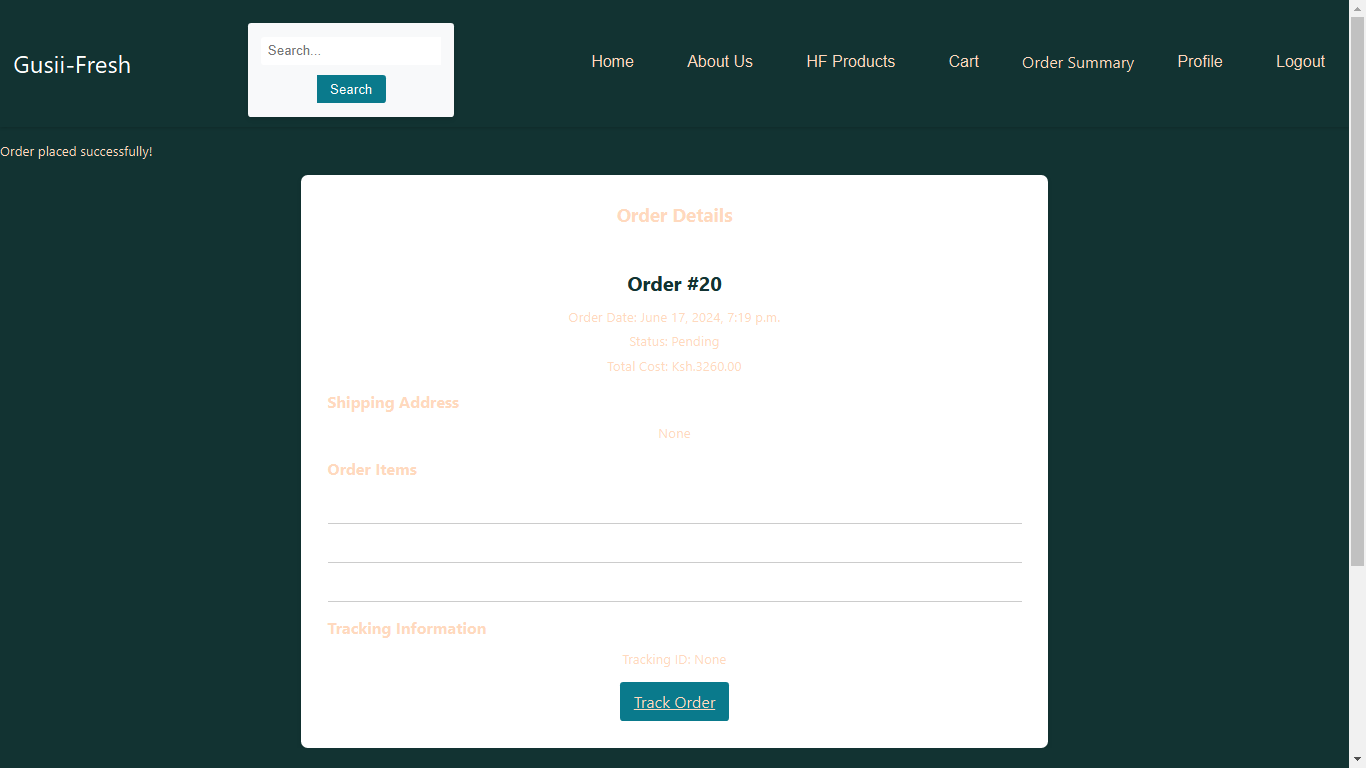 Gusii-Fresh
Search...
Search
Home About Us HF Products Cart Order Summary Profile Logout
Order placed successfully!
Order Details
Order #20
Order Date: June 17, 2024, 7:19 p.m.
Status: Pending
Total Cost: Ksh.3260.00
Shipping Address
None
Order Items
Tracking Information
Tracking ID: None
Track Order